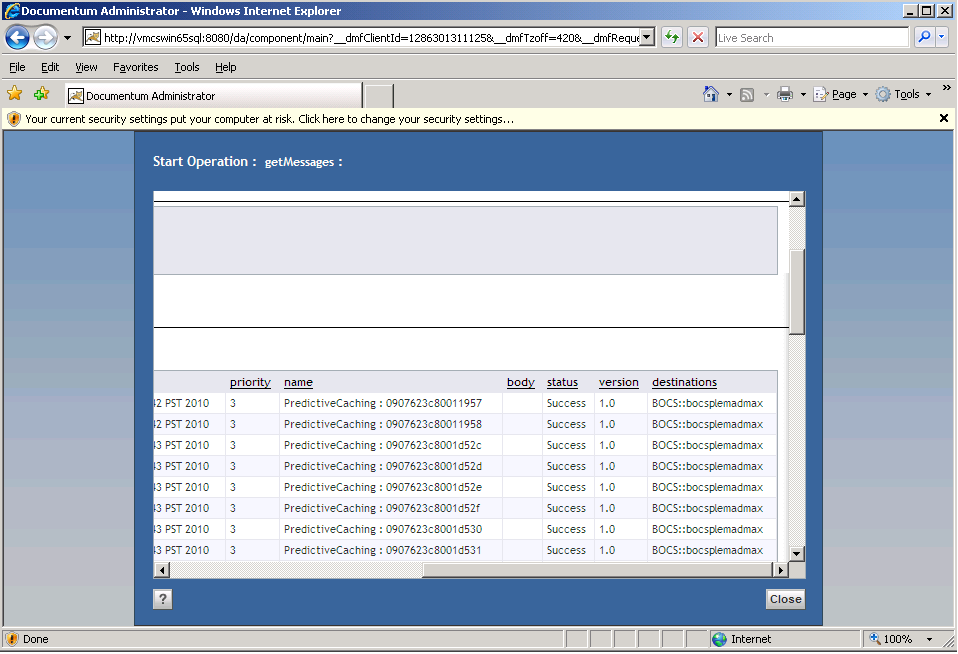 Documentum Administrator - Windows Internet Explorer
http://vmcswin65sql:8080/da/component/main?__dmfClientId=1286301311125&__dmfTzoff=420&__dmfReque
Live Search
File Edit View Favorites Tools Help
Documentum Administrator
Page Tools
Your current security settings put your computer at risk. Click here to change your security settings...
Start Operation : getMessages :
priority name body status version destinations
42 PST 2010 3 PredictiveCaching : 0907623c80011957 Success 1.0 BOCS::bocsplemadmax
42 PST 2010 3 PredictiveCaching : 0907623c80011958 Success 1.0 BOCS::bocsplemadmax
43 PST 2010 3 PredictiveCaching : 0907623c8001d52c Success 1.0 BOCS::bocsplemadmax
43 PST 2010 3 PredictiveCaching : 0907623c8001d52d Success 1.0 BOCS::bocsplemadmax
43 PST 2010 3 PredictiveCaching : 0907623c8001d52e Success 1.0 BOCS::bocsplemadmax
43 PST 2010 3 PredictiveCaching : 0907623c8001d52f Success 1.0 BOCS::bocsplemadmax
43 PST 2010 3 PredictiveCaching : 0907623c8001d530 Success 1.0 BOCS::bocsplemadmax
43 PST 2010 3 PredictiveCaching : 0907623c8001d531 Success 1.0 BOCS::bocsplemadmax
? Close
Done Internet 100%